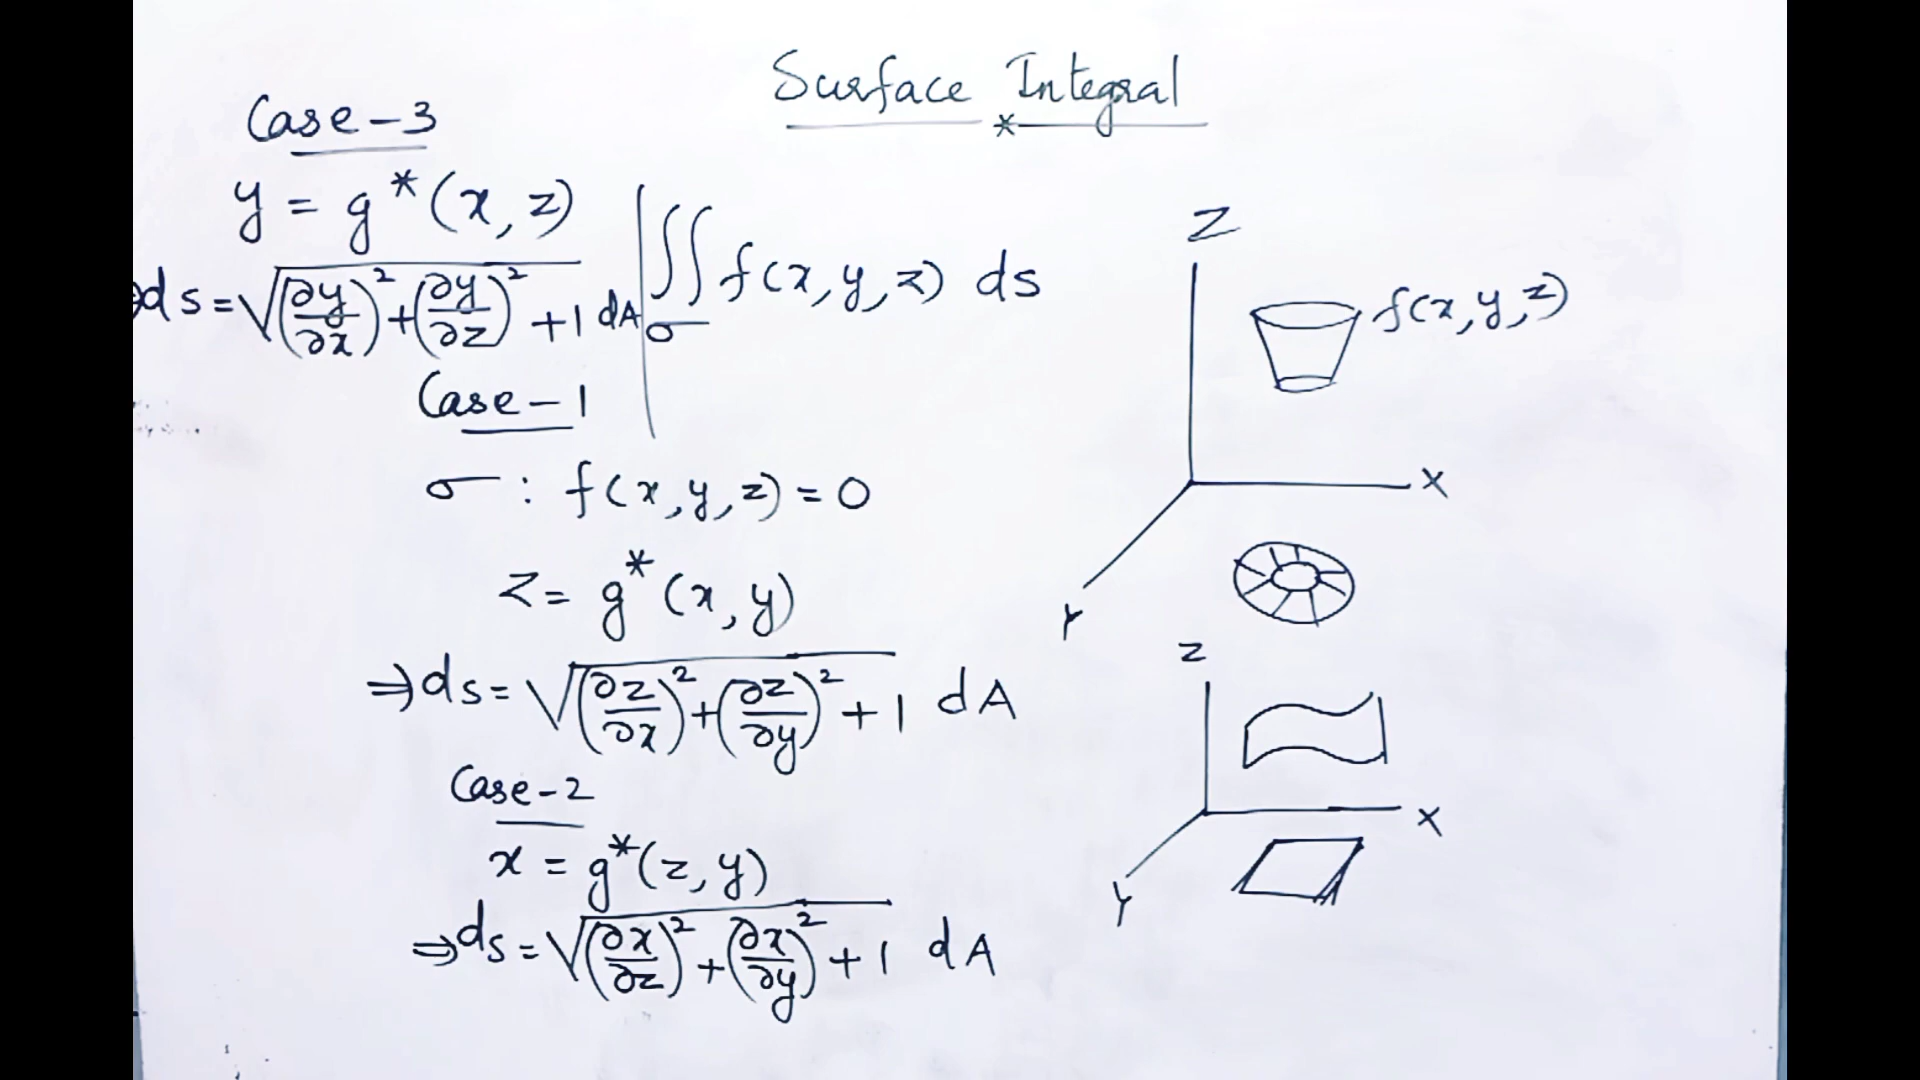 Surface Integral
*
Case-3
y = g*(x, z)
⇒ds = √((∂y/∂x)² + (∂y/∂z)² + 1) dA
∬σ f(x, y, z) ds
Case-1
σ : f(x, y, z) = 0
z = g*(x, y)
⇒ds = √((∂z/∂x)² + (∂z/∂y)² + 1) dA
Case-2
x = g*(z, y)
⇒ds = √((∂x/∂z)² + (∂x/∂y)² + 1) dA
Z
f(x, y, z)
X
Y
Z
X
Y